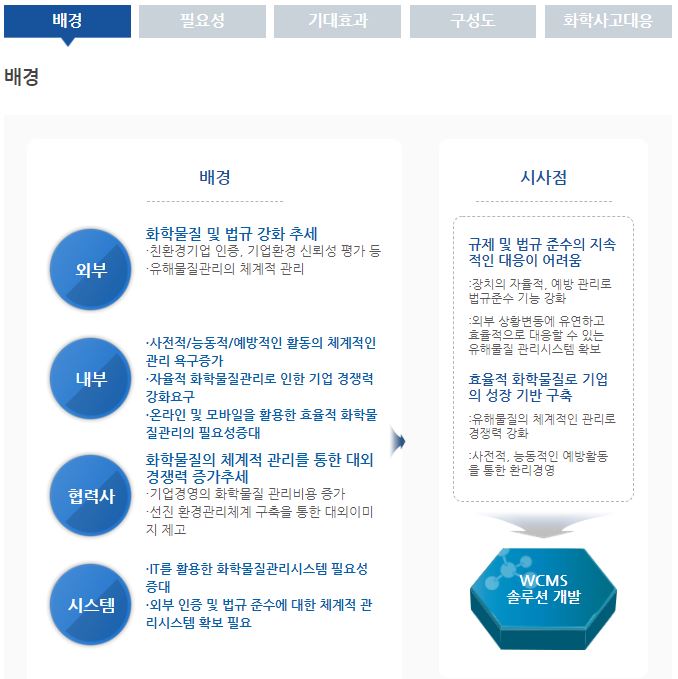 배경
필요성
기대효과
구성도
화학사고대응
배경
배경
외부
화학물질 및 법규 강화 추세
·친환경기업 인증, 기업환경 신뢰성 평가 등
·유해물질관리의 체계적 관리
내부
·사전적/능동적/예방적인 활동의 체계적인
관리 욕구증가
·자율적 화학물질관리로 인한 기업 경쟁력
강화요구
·온라인 및 모바일을 활용한 효율적 화학물
질관리의 필요성증대
협력사
화학물질의 체계적 관리를 통한 대외
경쟁력 증가추세
·기업경영의 화학물질 관리비용 증가
·선진 환경관리체계 구축을 통한 대외이미
지 제고
시스템
·IT를 활용한 화학물질관리시스템 필요성
증대
·외부 인증 및 법규 준수에 대한 체계적 관
리시스템 확보 필요
시사점
규제 및 법규 준수의 지속
적인 대응이 어려움
:장치의 자율적, 예방 관리로
법규준수 기능 강화
:외부 상황변동에 유연하고
효율적으로 대응할 수 있는
유해물질 관리시스템 확보
효율적 화학물질로 기업
의 성장 기반 구축
:유해물질의 체계적인 관리로
경쟁력 강화
:사전적, 능동적인 예방활동
을 통한 환리경영
WCMS
솔루션 개발